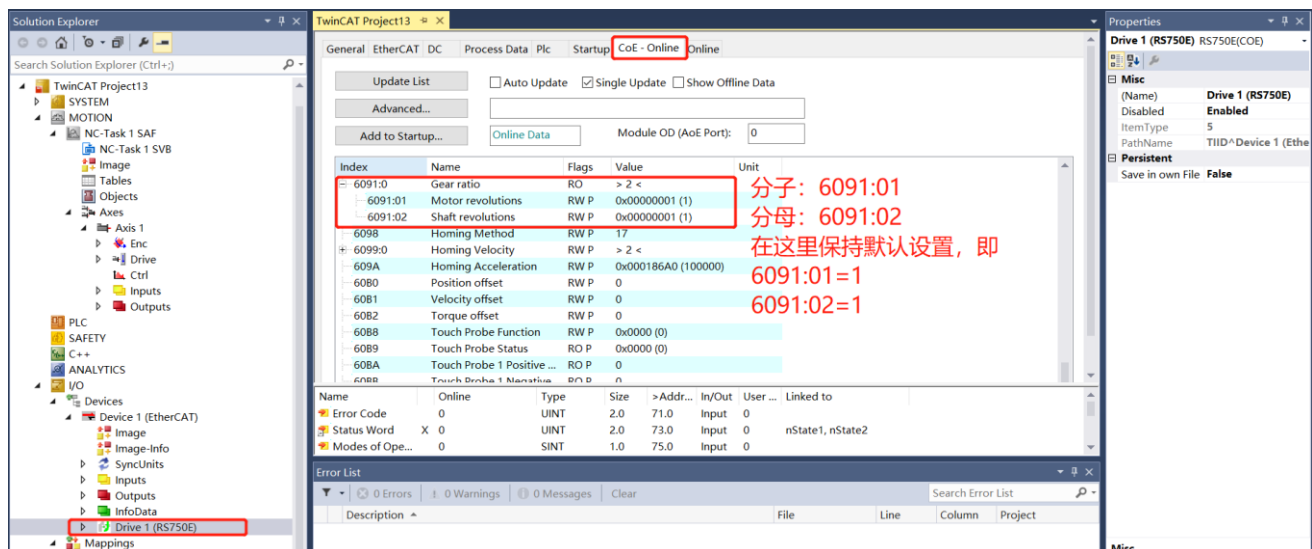 Solution Explorer
Search Solution Explorer (Ctrl+;)
TwinCAT Project13
SYSTEM
MOTION
NC-Task 1 SAF
NC-Task 1 SVB
Image
Tables
Objects
Axes
Axis 1
Enc
Drive
Ctrl
Inputs
Outputs
PLC
SAFETY
C++
ANALYTICS
I/O
Devices
Device 1 (EtherCAT)
Image
Image-Info
SyncUnits
Inputs
Outputs
InfoData
Drive 1 (RS750E)
Mappings
TwinCAT Project13
General EtherCAT DC Process Data Plc Startup CoE - Online Online
Update List Auto Update Single Update Show Offline Data
Advanced...
Add to Startup... Online Data Module OD (AoE Port): 0
Index Name Flags Value Unit
6091:0 Gear ratio RO > 2 <
6091:01 Motor revolutions RW P 0x00000001 (1)
6091:02 Shaft revolutions RW P 0x00000001 (1)
6098 Homing Method RW P 17
6099:0 Homing Velocity RW P > 2 <
609A Homing Acceleration RW P 0x000186A0 (100000)
60B0 Position offset RW P 0
60B1 Velocity offset RW P 0
60B2 Torque offset RW P 0
60B8 Touch Probe Function RW P 0x0000 (0)
60B9 Touch Probe Status RO P 0x0000 (0)
60BA Touch Probe 1 Positive ... RO P 0
60BB Touch Probe 1 Negative RO P 0
分子：6091:01
分母：6091:02
在这里保持默认设置，即
6091:01=1
6091:02=1
Name Online Type Size >Addr... In/Out User ... Linked to
Error Code 0 UINT 2.0 71.0 Input 0
Status Word X 0 UINT 2.0 73.0 Input 0 nState1, nState2
Modes of Ope... 0 SINT 1.0 75.0 Input 0
Error List
0 Errors 0 Warnings 0 Messages Clear Search Error List
Description File Line Column Project
Properties
Drive 1 (RS750E) RS750E(COE)
Misc
(Name) Drive 1 (RS750E)
Disabled Enabled
ItemType 5
PathName TIID^Device 1 (Ethe
Persistent
Save in own File False
Misc